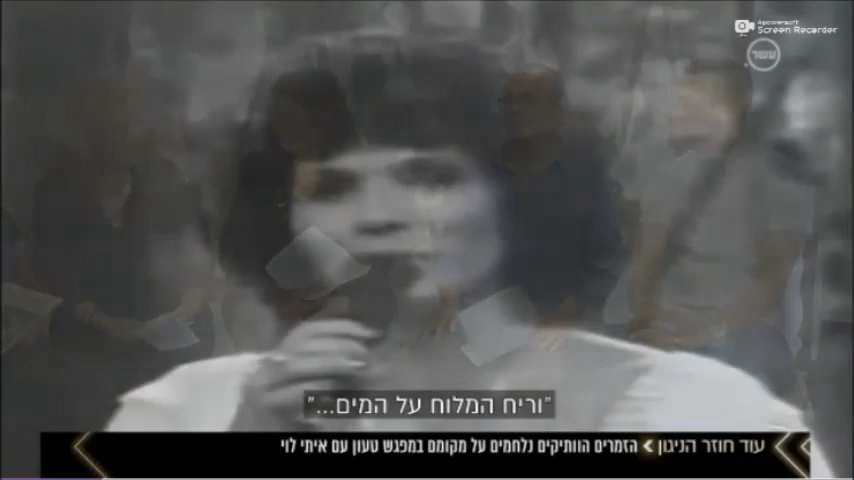 Apowersoft
Screen Recorder
עשר
"וריח המלוח על המים..."
עוד חוזר הניגון > הזמרים הוותיקים נלחמים על מקומם במפגש טעון עם איתי לוי